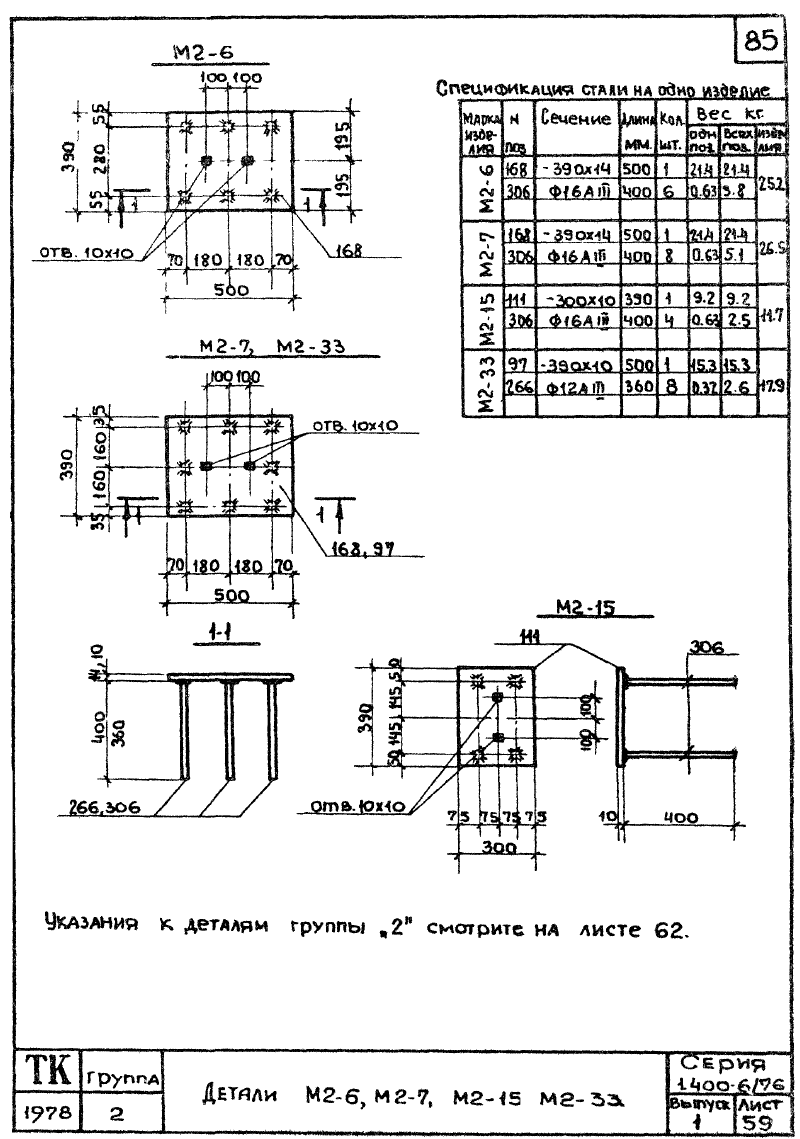 85
М2-6
100 100
55
280
55
390
195
195
1 1
отв. 10х10
168
70 180 180 70
500
Спецификация стали на одно изделие
Марка изделия N поз. Сечение Длина мм. Кол. шт. Вес кг.
одн. поз. Всех поз. изделия
М2-6 168 -390х14 500 1 21.4 21.4 25.2
306 Ф16АIII 400 6 0.63 3.8
М2-7 168 -390х14 500 1 21.4 21.4 26.5
306 Ф16АIII 400 8 0.63 5.1
М2-15 111 -300х10 390 1 9.2 9.2 11.7
306 Ф16АIII 400 4 0.63 2.5
М2-33 97 -390х10 500 1 15.3 15.3 17.9
266 Ф12АIII 360 8 0.32 2.6
М2-7, М2-33
100 100
35
160
160
35
390
отв. 10х10
1 1
168, 97
70 180 180 70
500
1-1
14, 10
400
360
266,306
М2-15
111
306
50
145
145
50
390
100
100
отв. 10х10
75 75 75 75
300
10 400
Указания к деталям группы „2" смотрите на листе 62.
ТК
1978
группа
2
Детали М2-6, М2-7, М2-15 М2-33
Серия
1400-6/76
Выпуск
1
Лист
59